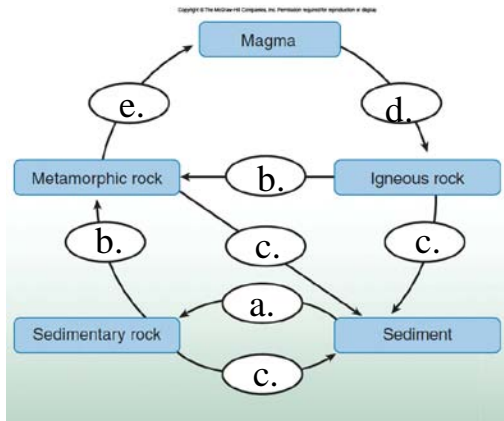 Copyright © The McGraw-Hill Companies, Inc. Permission required for reproduction or display.
Magma
e.
d.
Metamorphic rock
b.
Igneous rock
b.
c.
c.
a.
Sedimentary rock
Sediment
c.